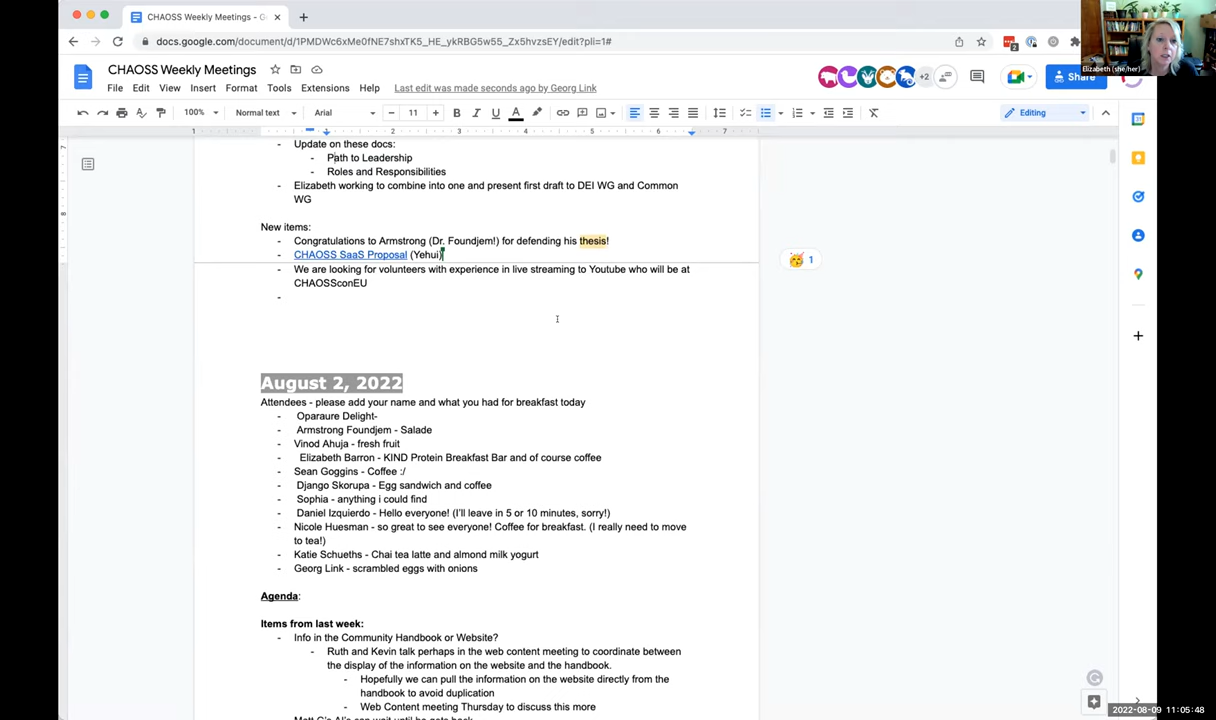 CHAOSS Weekly Meetings - G
docs.google.com/document/d/1PMDWc6xMe0fNE7shxTK5_HE_ykRBG5w55_Zx5hvzsEY/edit?pli=1#
2
Elizabeth (she/her)
CHAOSS Weekly Meetings
File Edit View Insert Format Tools Extensions Help
Last edit was made seconds ago by Georg Link
+2
Share
100% Normal text Arial 11 Editing
1 1 2 3 4 5 6 7
- Update on these docs:
- Path to Leadership
- Roles and Responsibilities
- Elizabeth working to combine into one and present first draft to DEI WG and Common
WG
New items:
- Congratulations to Armstrong (Dr. Foundjem!) for defending his thesis!
- CHAOSS SaaS Proposal (Yehui)
🥳 1
- We are looking for volunteers with experience in live streaming to Youtube who will be at
CHAOSSconEU
-
August 2, 2022
Attendees - please add your name and what you had for breakfast today
- Oparaure Delight-
- Armstrong Foundjem - Salade
- Vinod Ahuja - fresh fruit
- Elizabeth Barron - KIND Protein Breakfast Bar and of course coffee
- Sean Goggins - Coffee :/
- Django Skorupa - Egg sandwich and coffee
- Sophia - anything i could find
- Daniel Izquierdo - Hello everyone! (I'll leave in 5 or 10 minutes, sorry!)
- Nicole Huesman - so great to see everyone! Coffee for breakfast. (I really need to move
to tea!)
- Katie Schueths - Chai tea latte and almond milk yogurt
- Georg Link - scrambled eggs with onions
Agenda:
Items from last week:
- Info in the Community Handbook or Website?
- Ruth and Kevin talk perhaps in the web content meeting to coordinate between
the display of the information on the website and the handbook.
- Hopefully we can pull the information on the website directly from the
handbook to avoid duplication
- Web Content meeting Thursday to discuss this more
2022-08-09 11:05:48